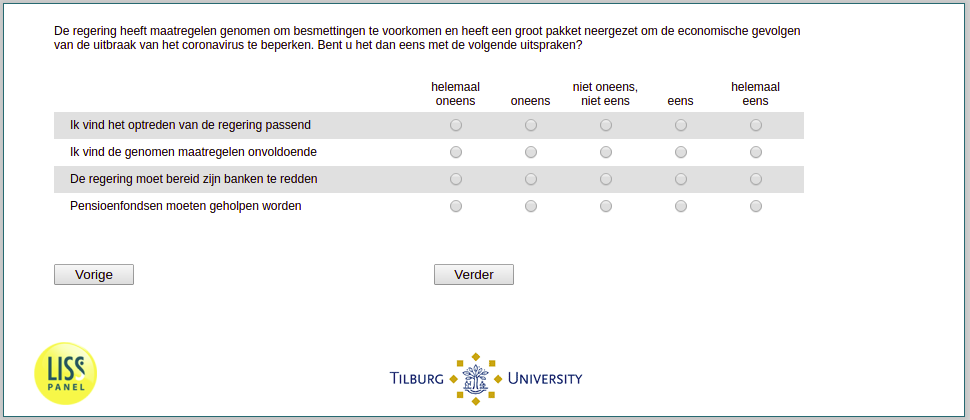 De regering heeft maatregelen genomen om besmettingen te voorkomen en heeft een groot pakket neergezet om de economische gevolgen
van de uitbraak van het coronavirus te beperken. Bent u het dan eens met de volgende uitspraken?
helemaal oneens
oneens
niet oneens, niet eens
eens
helemaal eens
Ik vind het optreden van de regering passend
Ik vind de genomen maatregelen onvoldoende
De regering moet bereid zijn banken te redden
Pensioenfondsen moeten geholpen worden
Vorige
Verder
LISS
PANEL
TILBURG UNIVERSITY